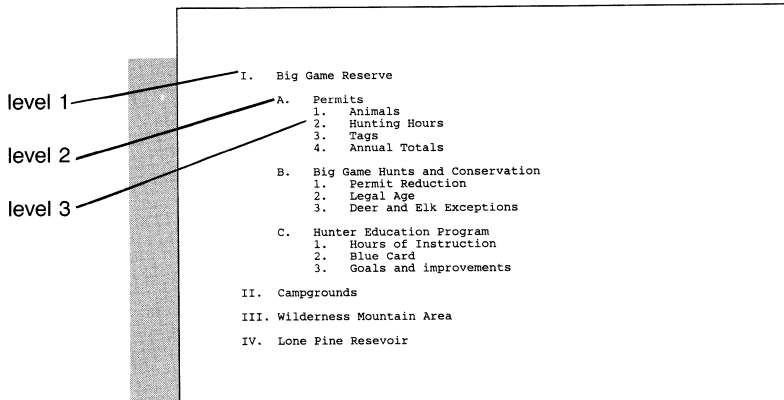 level 1
level 2
level 3
I. Big Game Reserve
A. Permits
1. Animals
2. Hunting Hours
3. Tags
4. Annual Totals
B. Big Game Hunts and Conservation
1. Permit Reduction
2. Legal Age
3. Deer and Elk Exceptions
C. Hunter Education Program
1. Hours of Instruction
2. Blue Card
3. Goals and improvements
II. Campgrounds
III. Wilderness Mountain Area
IV. Lone Pine Resevoir